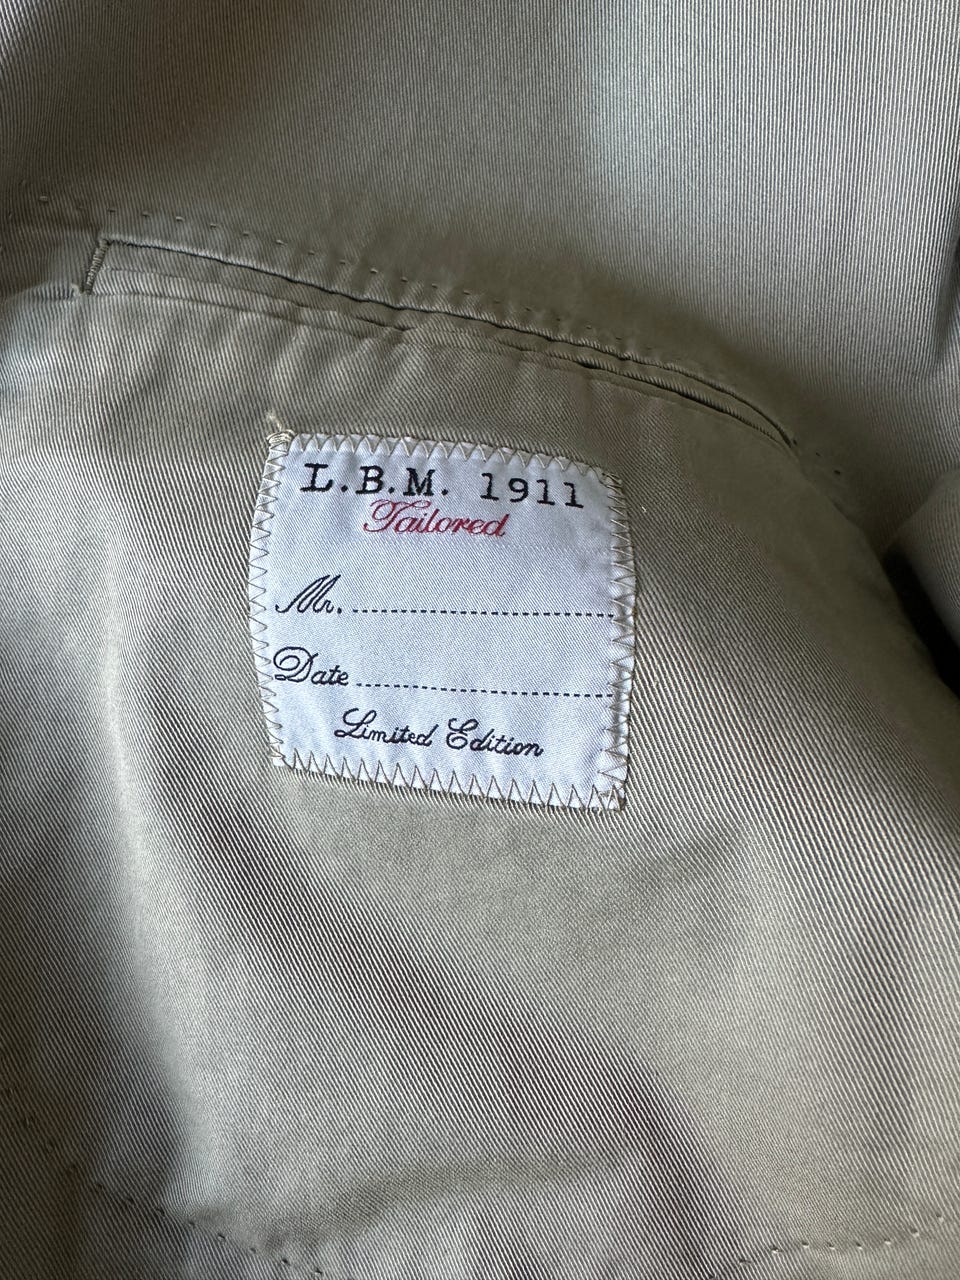 L.B.M. 1911
Tailored
Mr.
Date
Limited Edition